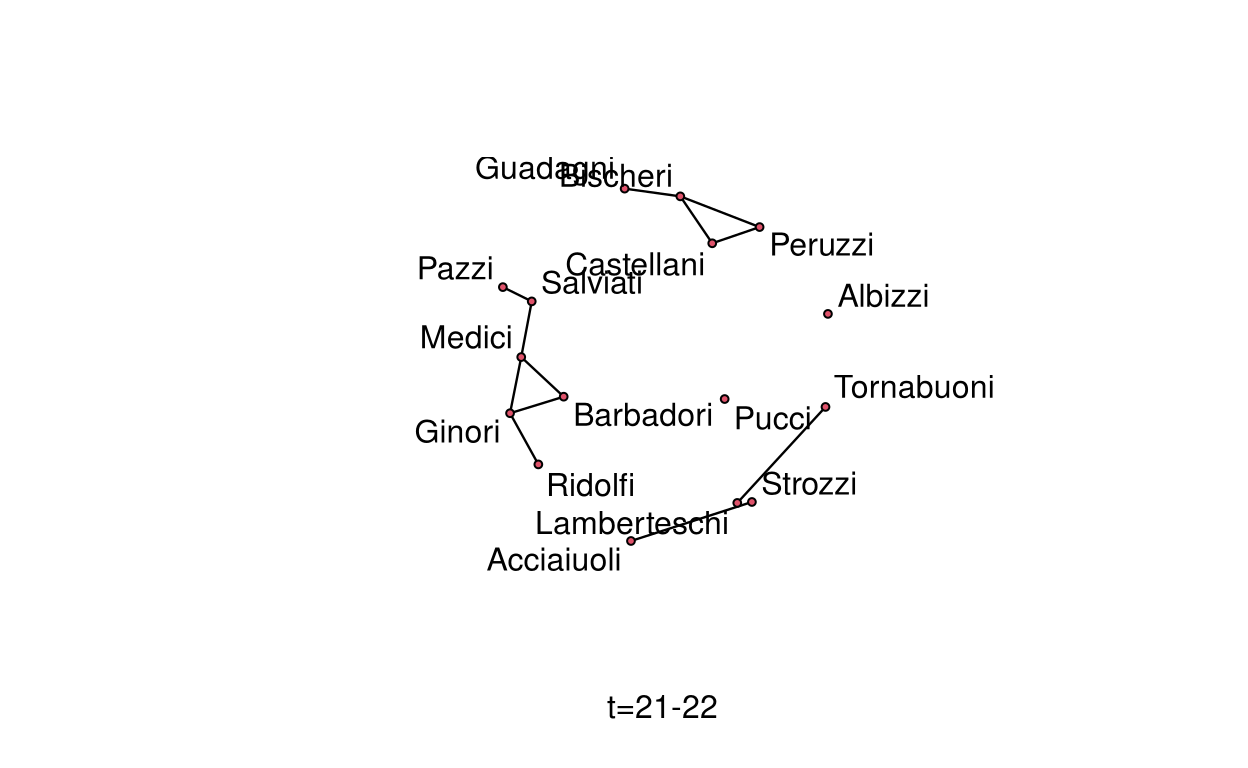 Guadagni
Bischeri
Peruzzi
Castellani
Pazzi
Salviati
Albizzi
Medici
Tornabuoni
Barbadori
Pucci
Ginori
Ridolfi
Strozzi
Lamberteschi
Acciaiuoli
t=21-22